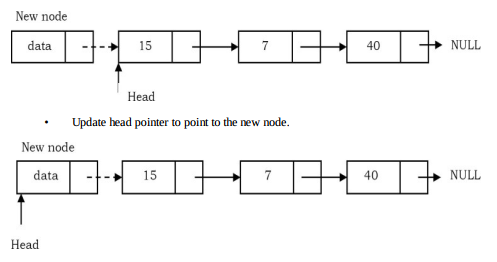 New node
data 15 7 40 NULL
Head
• Update head pointer to point to the new node.
New node
data 15 7 40 NULL
Head